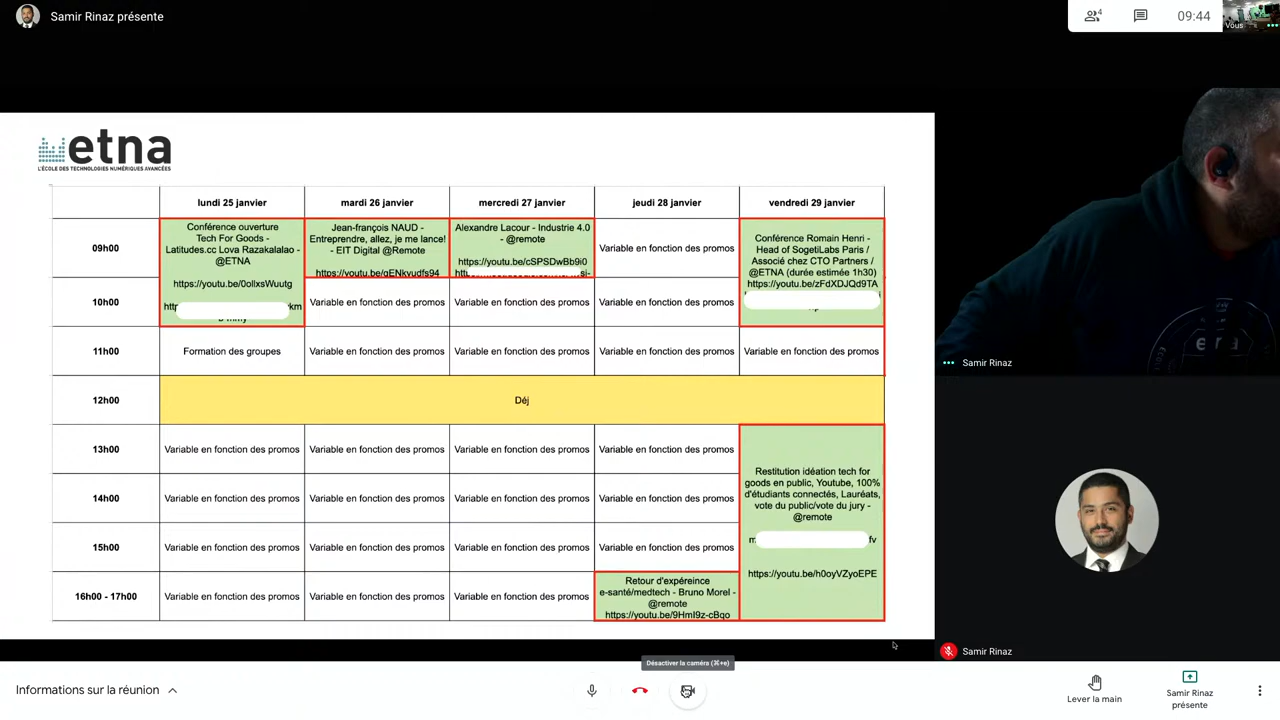 Samir Rinaz présente
4
09:44
Vous
etna
L'ÉCOLE DES TECHNOLOGIES NUMÉRIQUES AVANCÉES
lundi 25 janvier
mardi 26 janvier
mercredi 27 janvier
jeudi 28 janvier
vendredi 29 janvier
09h00
Conférence ouverture
Tech For Goods -
Latitudes.cc Lova Razakalalao -
@ETNA
https://youtu.be/0ollxsWuutg
Jean-françois NAUD -
Entreprendre, allez, je me lance!
- EIT Digital @Remote
https://youtu.be/gENkyudfs94
Alexandre Lacour - Industrie 4.0
- @remote
https://youtu.be/cSPSDwBb9i0
Variable en fonction des promos
Conférence Romain Henri -
Head of SogetiLabs Paris /
Associé chez CTO Partners /
@ETNA (durée estimée 1h30)
https://youtu.be/zFdXDJQd9TA
10h00
Variable en fonction des promos
Variable en fonction des promos
Variable en fonction des promos
11h00
Formation des groupes
Variable en fonction des promos
Variable en fonction des promos
Variable en fonction des promos
Variable en fonction des promos
12h00
Déj
13h00
Variable en fonction des promos
Variable en fonction des promos
Variable en fonction des promos
Variable en fonction des promos
Restitution idéation tech for
goods en public, Youtube, 100%
d'étudiants connectés, Lauréats,
vote du public/vote du jury -
@remote
https://youtu.be/h0oyVZyoEPE
14h00
Variable en fonction des promos
Variable en fonction des promos
Variable en fonction des promos
Variable en fonction des promos
15h00
Variable en fonction des promos
Variable en fonction des promos
Variable en fonction des promos
Variable en fonction des promos
16h00 - 17h00
Variable en fonction des promos
Variable en fonction des promos
Variable en fonction des promos
Retour d'expéreince
e-santé/medtech - Bruno Morel -
@remote
https://youtu.be/9HmI9z-cBqo
etna
Samir Rinaz
Samir Rinaz
Désactiver la caméra (⌘+e)
Informations sur la réunion
Lever la main
Samir Rinaz
présente